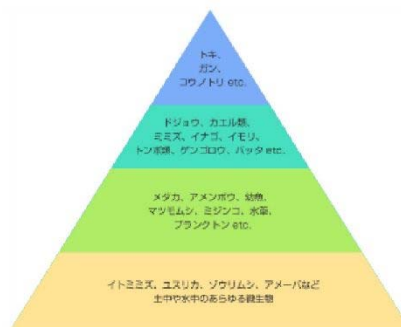 トキ、
ガン、
コウノトリ etc.
ドジョウ、カエル類、
ミミズ、イナゴ、イモリ、
トンボ類、ゲンゴロウ、バッタ etc.
メダカ、アメンボウ、幼魚、
マツモムシ、ミジンコ、水草、
プランクトン etc.
イトミミズ、ユスリカ、ゾウリムシ、アメーバなど
土中や水中のあらゆる微生態